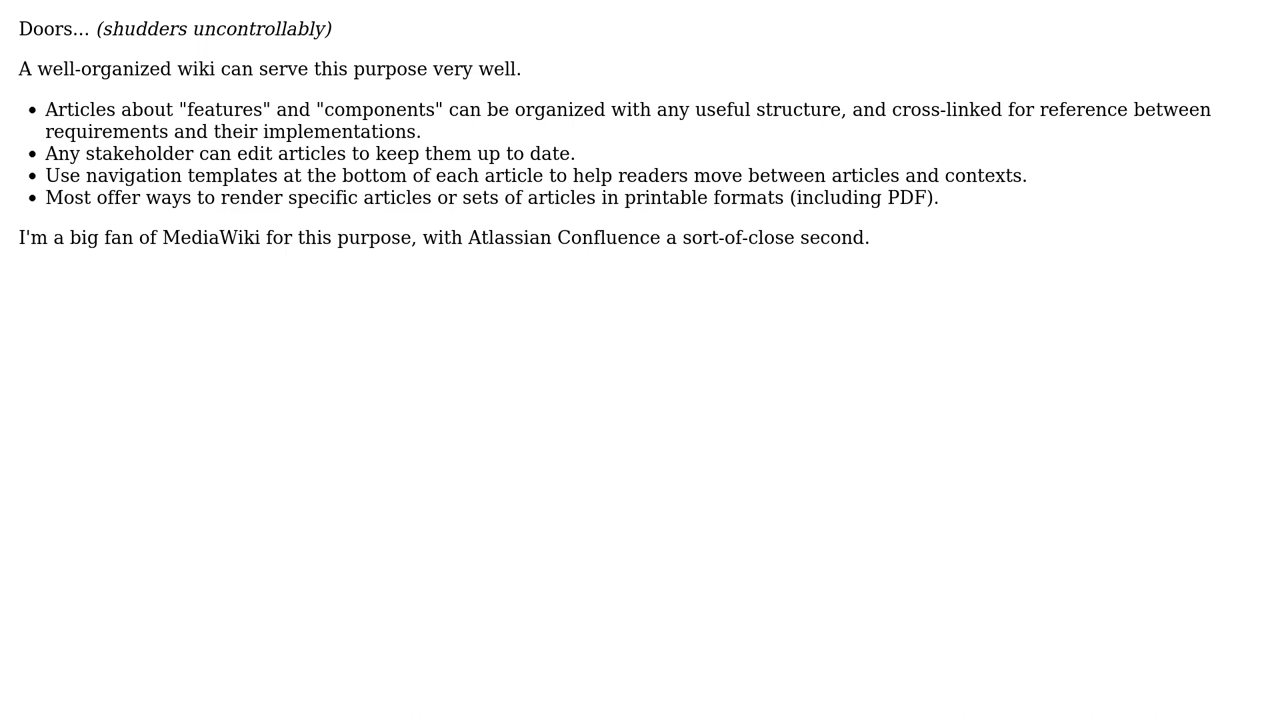 Doors... (shudders uncontrollably)
A well-organized wiki can serve this purpose very well.
• Articles about "features" and "components" can be organized with any useful structure, and cross-linked for reference between
requirements and their implementations.
• Any stakeholder can edit articles to keep them up to date.
• Use navigation templates at the bottom of each article to help readers move between articles and contexts.
• Most offer ways to render specific articles or sets of articles in printable formats (including PDF).
I'm a big fan of MediaWiki for this purpose, with Atlassian Confluence a sort-of-close second.